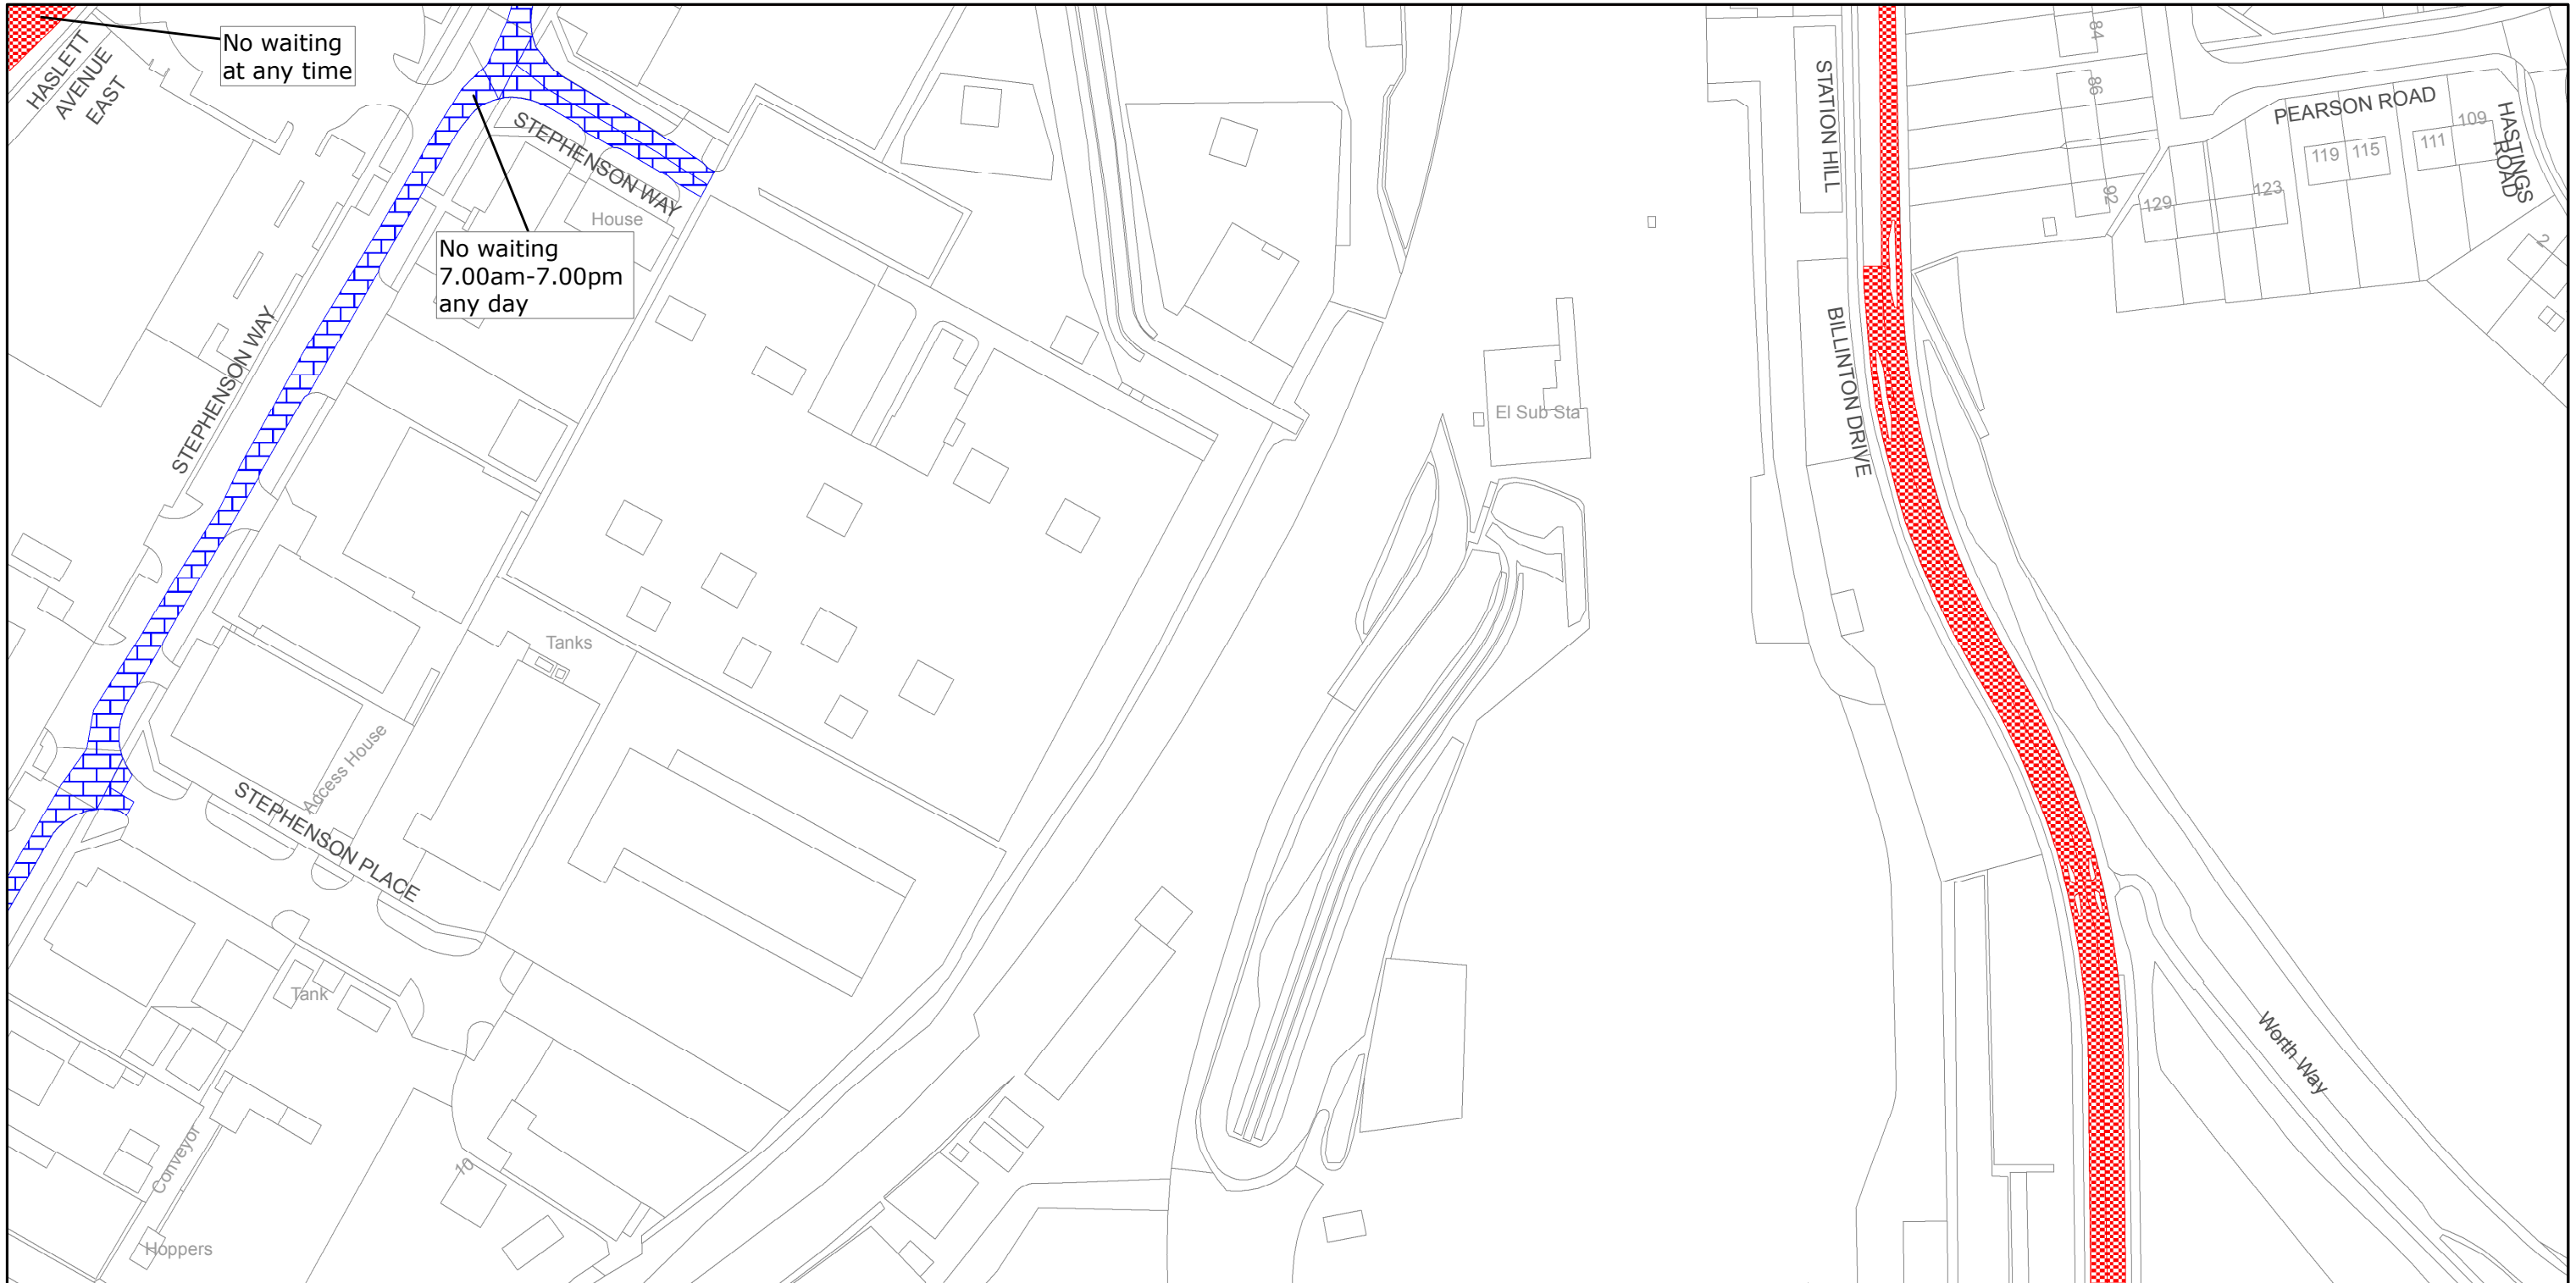 No waiting
at any time
HASLETT
AVENUE
EAST
STEPHENSON WAY
House
No waiting
7.00am-7.00pm
any day
STEPHENSON WAY
STATION HILL
84
86
92
PEARSON ROAD
HASTINGS
ROAD
109
111
115
119
123
129
2
BILLINTON DRIVE
El Sub Sta
Tanks
Access House
STEPHENSON PLACE
Tank
Conveyor
10
Hoppers
Worth Way